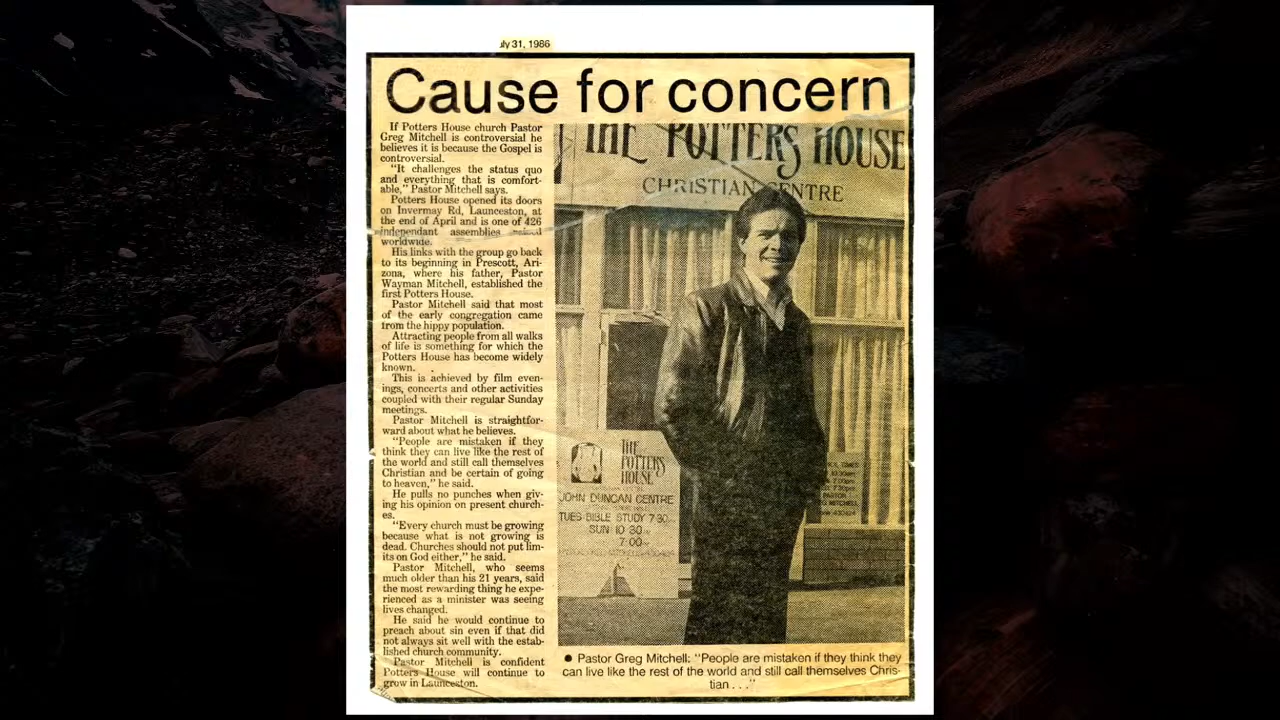 ly 31, 1986
Cause for concern
If Potters House church Pastor
Greg Mitchell is controversial he
believes it is because the Gospel is
controversial.
"It challenges the status quo
and everything that is comfort-
able," Pastor Mitchell says.
Potters House opened its doors
on Invermay Rd, Launceston, at
the end of April and is one of 426
independant assemblies
worldwide.
His links with the group go back
to its beginning in Prescott, Ari-
zona, where his father, Pastor
Wayman Mitchell, established the
first Potters House.
Pastor Mitchell said that most
of the early congregation came
from the hippy population.
Attracting people from all walks
of life is something for which the
Potters House has become widely
known.
This is achieved by film even-
ings, concerts and other activities
coupled with their regular Sunday
meetings.
Pastor Mitchell is straightfor-
ward about what he believes.
"People are mistaken if they
think they can live like the rest of
the world and still call themselves
Christian and be certain of going
to heaven," he said.
He pulls no punches when giv-
ing his opinion on present church-
es.
"Every church must be growing
because what is not growing is
dead. Churches should not put lim-
its on God either," he said.
Pastor Mitchell, who seems
much older than his 21 years, said
the most rewarding thing he expe-
rienced as a minister was seeing
lives changed.
He said he would continue to
preach about sin even if that did
not always sit well with the estab-
lished church community.
Pastor Mitchell is confident
Potters House will continue to
grow in Launceston.
THE POTTERS HOUSE
CHRISTIAN CENTRE
THE
POTTERS
HOUSE
JOHN DUNCAN CENTRE
TUES BIBLE STUDY 7·30
SUN 10·30
7·00
● Pastor Greg Mitchell: "People are mistaken if they think they
can live like the rest of the world and still call themselves Chris-
tian . . ."